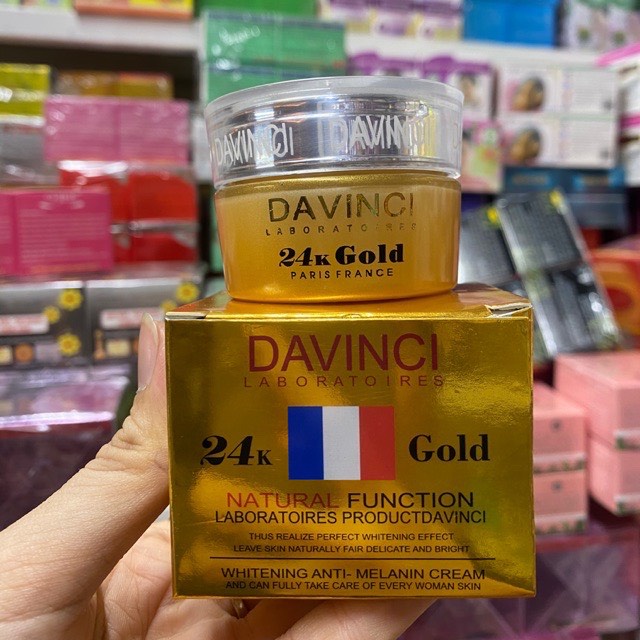 DAVINCI DAVINCI
DAVINCI
LABORATOIRES
24K Gold
PARIS FRANCE
DAVINCI
LABORATOIRES
24K Gold
NATURAL FUNCTION
LABORATOIRES PRODUCTDAVINCI
THUS REALIZE PERFECT WHITENING EFFECT
LEAVE SKIN NATURALLY FAIR DELICATE AND BRIGHT
WHITENING ANTI- MELANIN CREAM
AND CAN FULLY TAKE CARE OF EVERY WOMAN SKIN